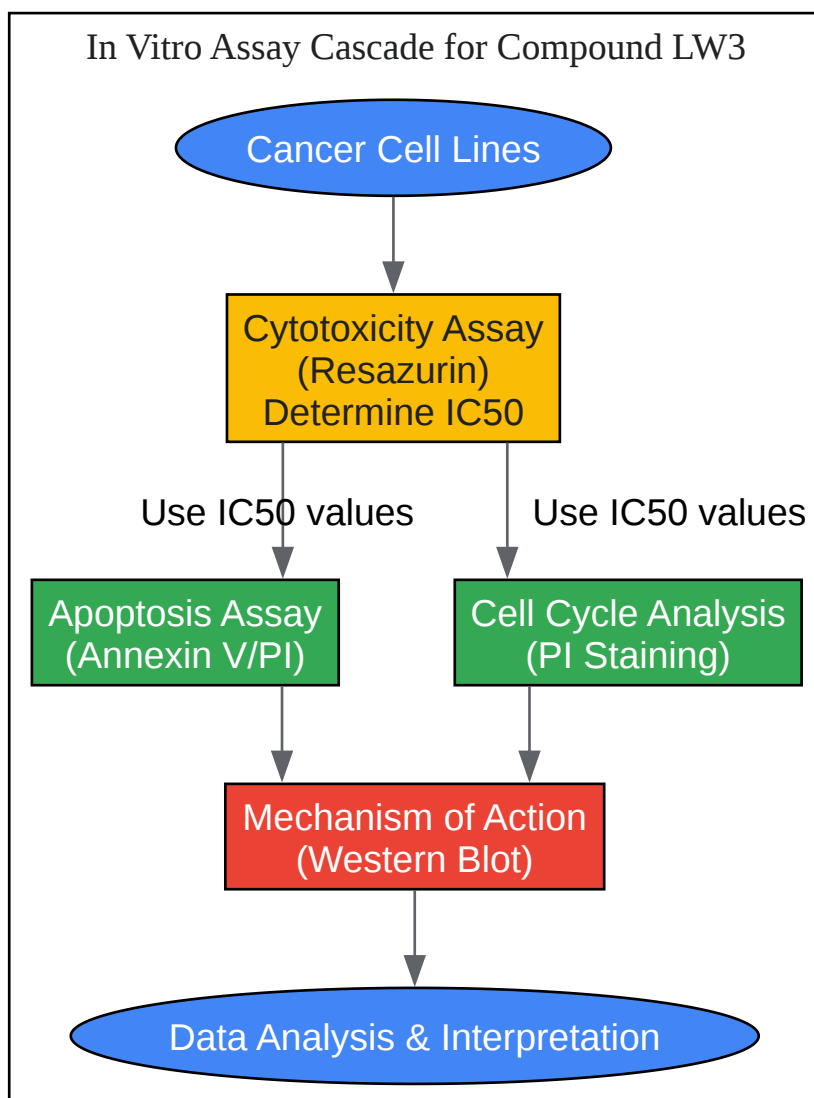 In Vitro Assay Cascade for Compound LW3
Cancer Cell Lines
Cytotoxicity Assay
(Resazurin)
Determine IC50
Use IC50 values
Use IC50 values
Apoptosis Assay
(Annexin V/PI)
Cell Cycle Analysis
(PI Staining)
Mechanism of Action
(Western Blot)
Data Analysis & Interpretation